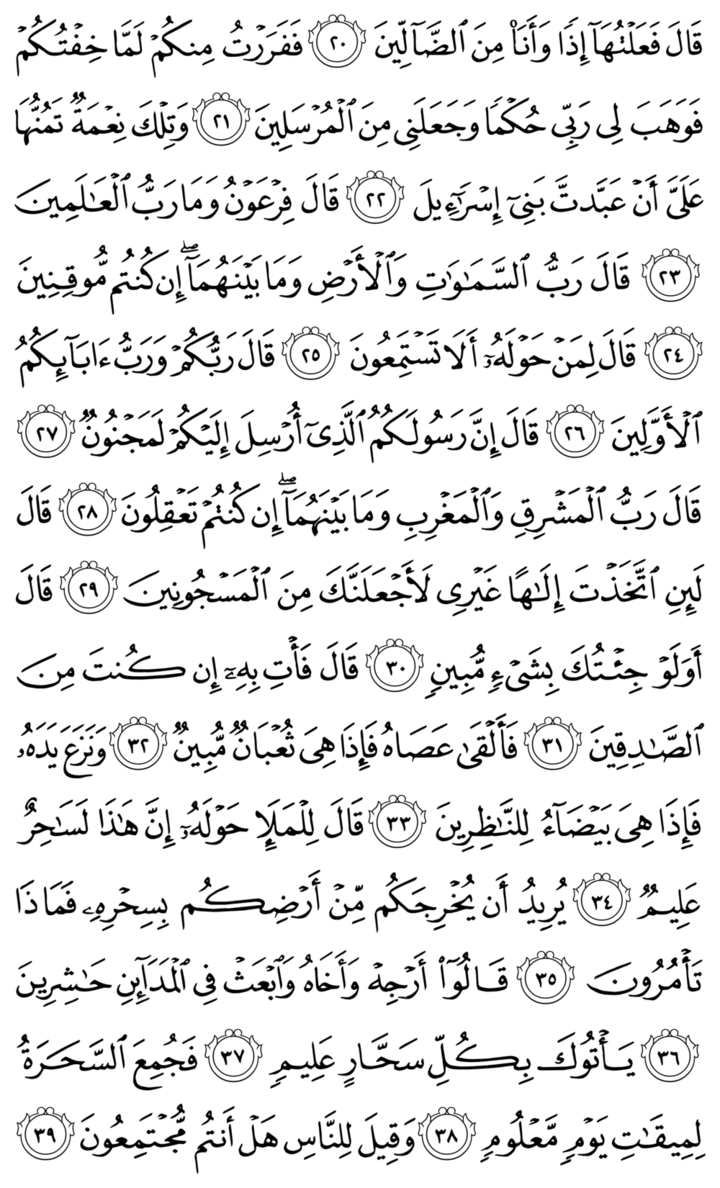 قَالَ فَعَلْتُهَآ إِذًا وَأَنَا۠ مِنَ ٱلضَّآلِّينَ ٢٠ فَفَرَرْتُ مِنكُمْ لَمَّا خِفْتُكُمْ
فَوَهَبَ لِى رَبِّى حُكْمًا وَجَعَلَنِى مِنَ ٱلْمُرْسَلِينَ ٢١ وَتِلْكَ نِعْمَةٌ تَمُنُّهَا
عَلَىَّ أَنْ عَبَّدتَّ بَنِىٓ إِسْرَٰٓءِيلَ ٢٢ قَالَ فِرْعَوْنُ وَمَا رَبُّ ٱلْعَٰلَمِينَ
٢٣ قَالَ رَبُّ ٱلسَّمَٰوَٰتِ وَٱلْأَرْضِ وَمَا بَيْنَهُمَآ ۖ إِن كُنتُم مُّوقِنِينَ
٢٤ قَالَ لِمَنْ حَوْلَهُۥٓ أَلَا تَسْتَمِعُونَ ٢٥ قَالَ رَبُّكُمْ وَرَبُّ ءَابَآئِكُمُ
ٱلْأَوَّلِينَ ٢٦ قَالَ إِنَّ رَسُولَكُمُ ٱلَّذِىٓ أُرْسِلَ إِلَيْكُمْ لَمَجْنُونٌ ٢٧
قَالَ رَبُّ ٱلْمَشْرِقِ وَٱلْمَغْرِبِ وَمَا بَيْنَهُمَآ ۖ إِن كُنتُمْ تَعْقِلُونَ ٢٨ قَالَ
لَئِنِ ٱتَّخَذْتَ إِلَٰهًا غَيْرِى لَأَجْعَلَنَّكَ مِنَ ٱلْمَسْجُونِينَ ٢٩ قَالَ
أَوَلَوْ جِئْتُكَ بِشَىْءٍ مُّبِينٍ ٣٠ قَالَ فَأْتِ بِهِۦٓ إِن كُنتَ مِنَ
ٱلصَّٰدِقِينَ ٣١ فَأَلْقَىٰ عَصَاهُ فَإِذَا هِىَ ثُعْبَانٌ مُّبِينٌ ٣٢ وَنَزَعَ يَدَهُۥ
فَإِذَا هِىَ بَيْضَآءُ لِلنَّٰظِرِينَ ٣٣ قَالَ لِلْمَلَإِ حَوْلَهُۥٓ إِنَّ هَٰذَا لَسَٰحِرٌ
عَلِيمٌ ٣٤ يُرِيدُ أَن يُخْرِجَكُم مِّنْ أَرْضِكُم بِسِحْرِهِۦ فَمَاذَا
تَأْمُرُونَ ٣٥ قَالُوٓا۟ أَرْجِهْ وَأَخَاهُ وَٱبْعَثْ فِى ٱلْمَدَآئِنِ حَٰشِرِينَ
٣٦ يَأْتُوكَ بِكُلِّ سَحَّارٍ عَلِيمٍ ٣٧ فَجُمِعَ ٱلسَّحَرَةُ
لِمِيقَٰتِ يَوْمٍ مَّعْلُومٍ ٣٨ وَقِيلَ لِلنَّاسِ هَلْ أَنتُم مُّجْتَمِعُونَ ٣٩